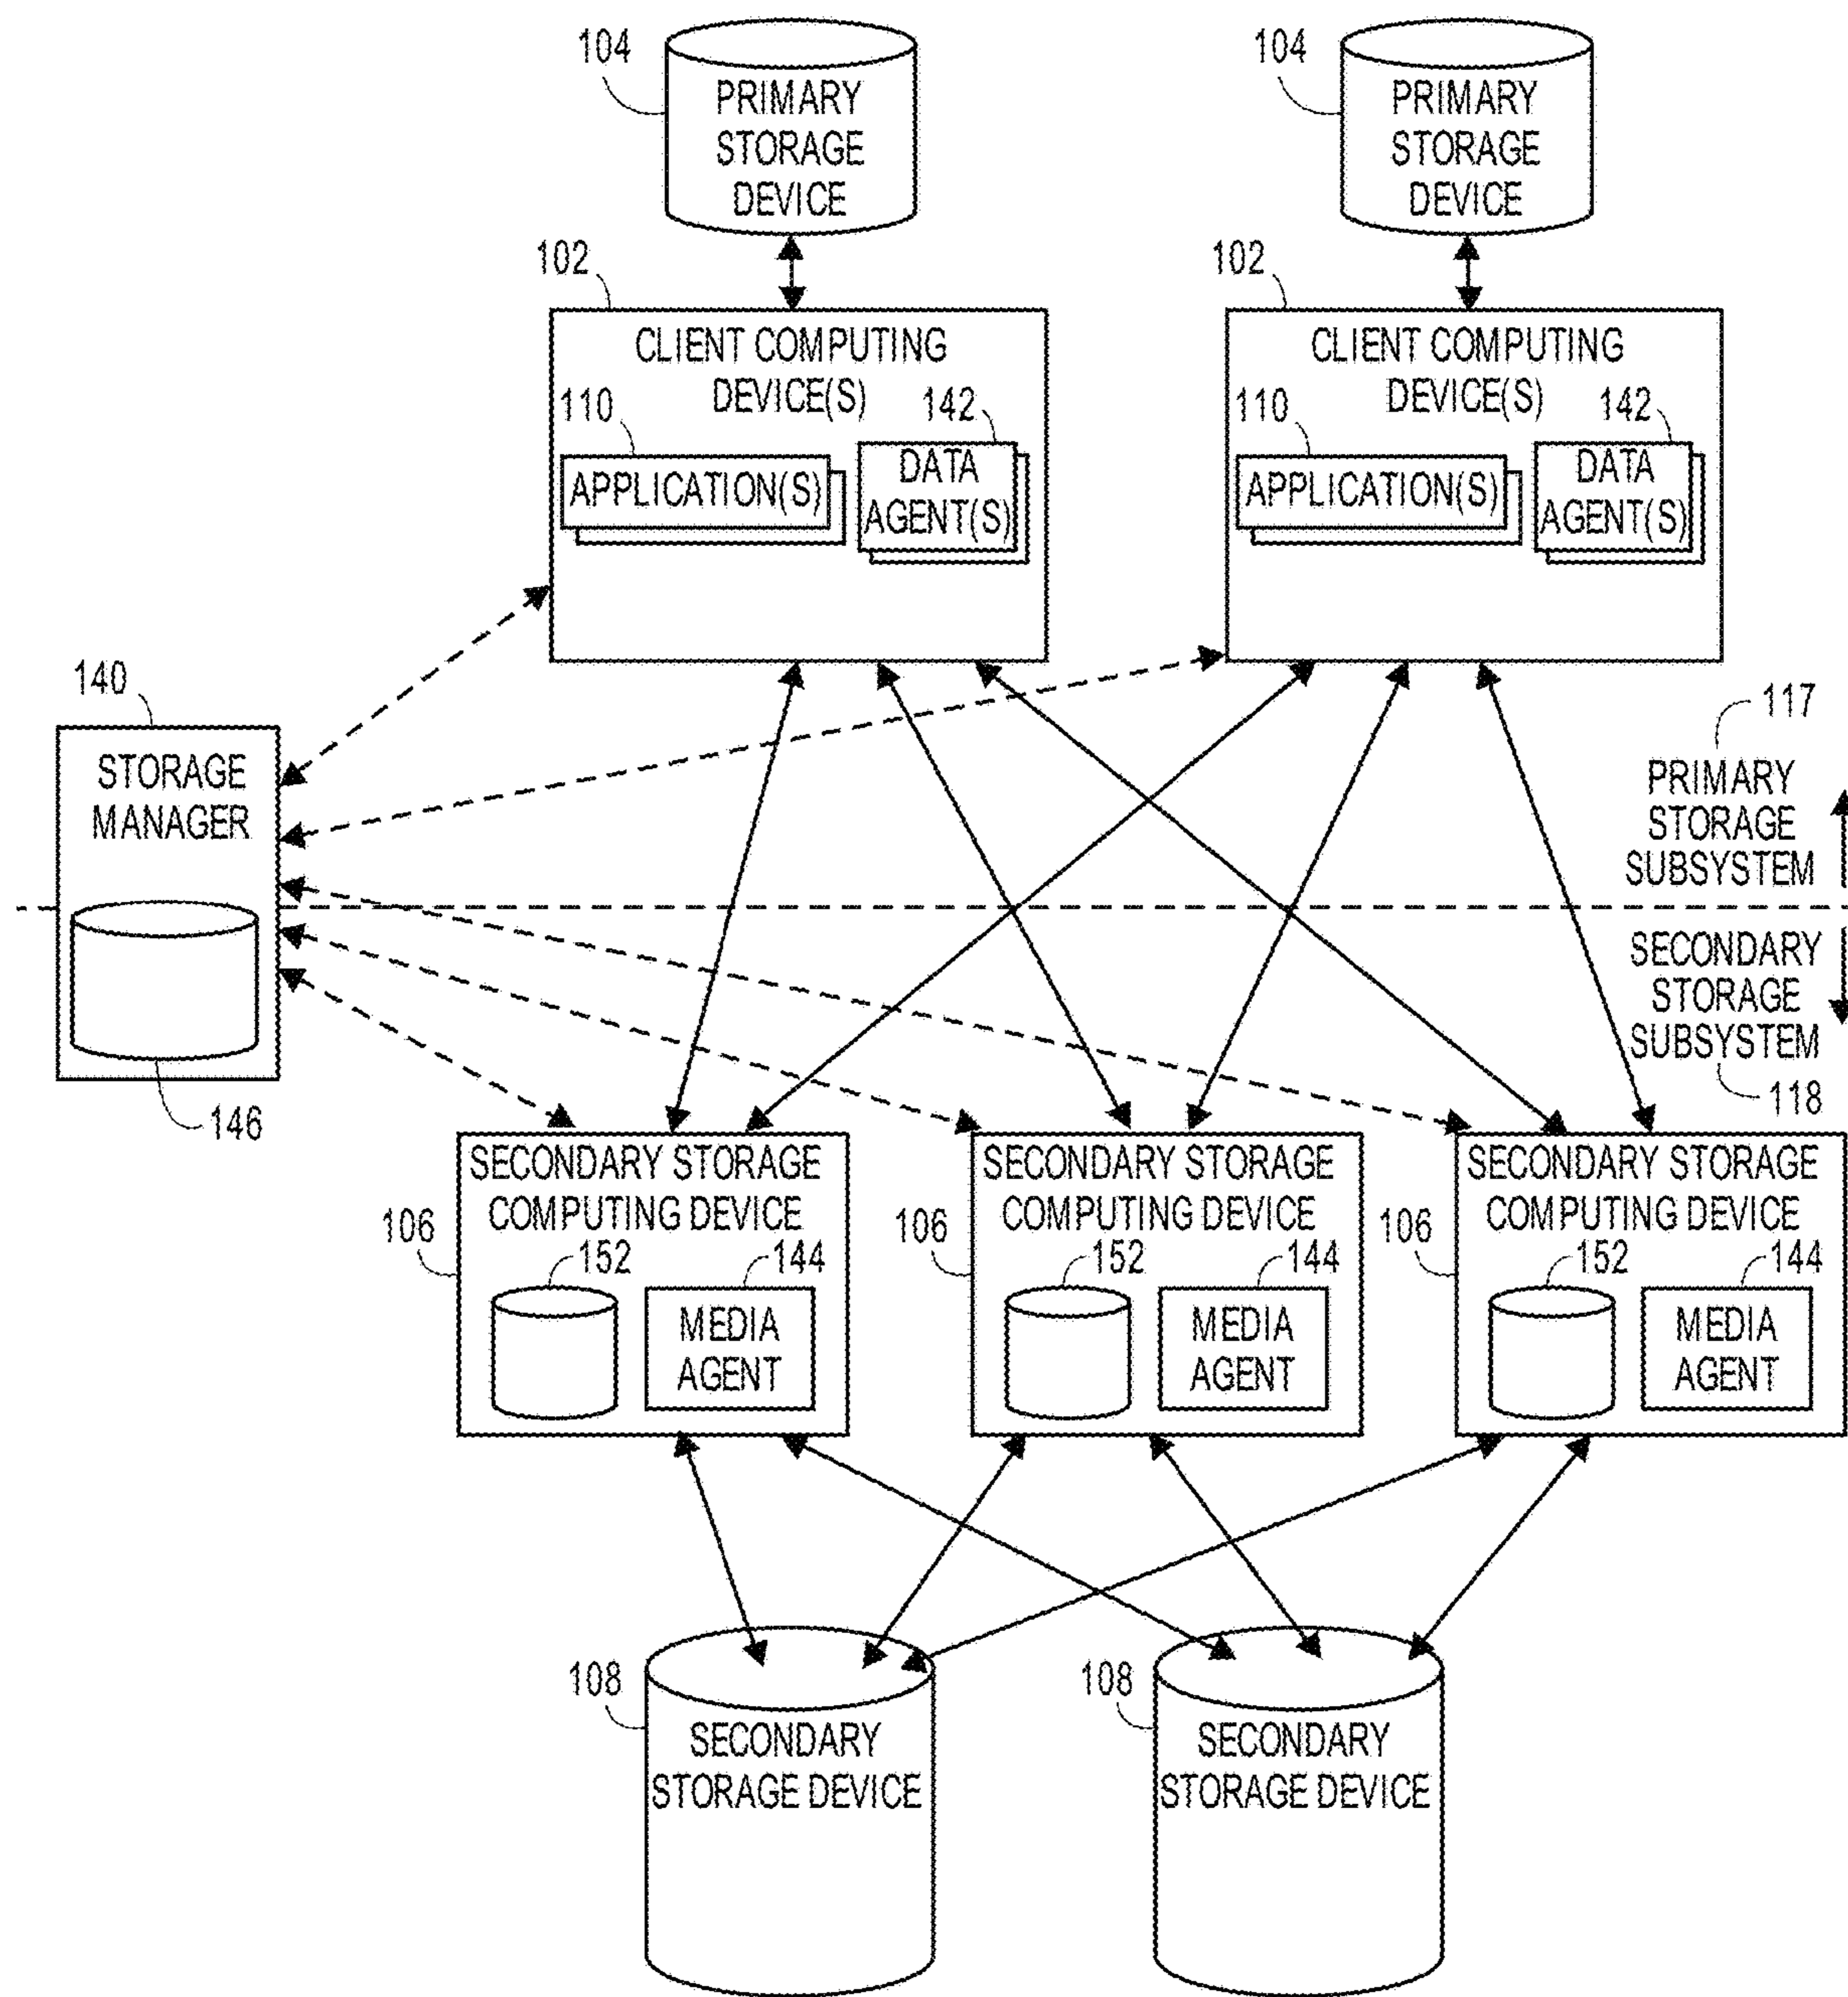 104
PRIMARY
STORAGE
DEVICE
104
PRIMARY
STORAGE
DEVICE
102
CLIENT COMPUTING
DEVICE(S)
110
142
APPLICATION(S)
DATA
AGENT(S)
102
CLIENT COMPUTING
DEVICE(S)
110
142
APPLICATION(S)
DATA
AGENT(S)
140
STORAGE
MANAGER
146
117
PRIMARY
STORAGE
SUBSYSTEM
SECONDARY
STORAGE
SUBSYSTEM
118
106
SECONDARY STORAGE
COMPUTING DEVICE
152
144
MEDIA
AGENT
106
SECONDARY STORAGE
COMPUTING DEVICE
152
144
MEDIA
AGENT
106
SECONDARY STORAGE
COMPUTING DEVICE
152
144
MEDIA
AGENT
108
SECONDARY
STORAGE DEVICE
108
SECONDARY
STORAGE DEVICE